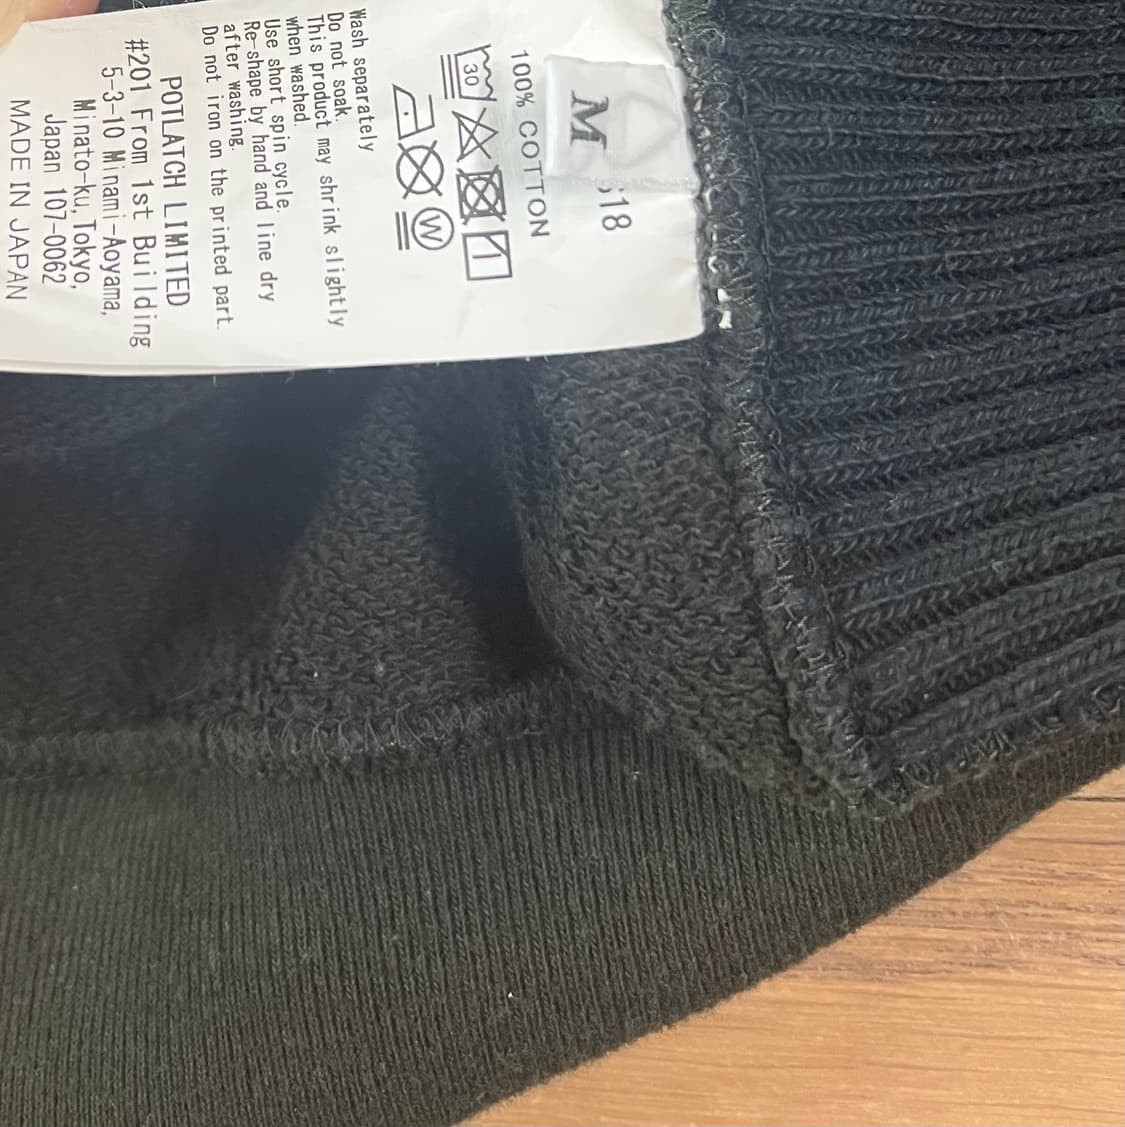 M
100% COTTON
30
W
Wash separately
Do not soak.
This product may shrink slightly
when washed.
Use short spin cycle.
Re-shape by hand and line dry
after washing.
Do not iron on the printed part.
POTLATCH LIMITED
#201 From 1st Building
5-3-10 Minami-Aoyama,
Minato-ku, Tokyo,
Japan 107-0062
MADE IN JAPAN